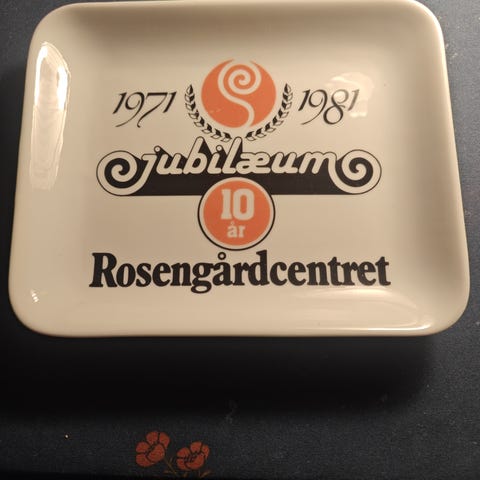 1971 1981
jubilæum
10
år
Rosengårdcentret